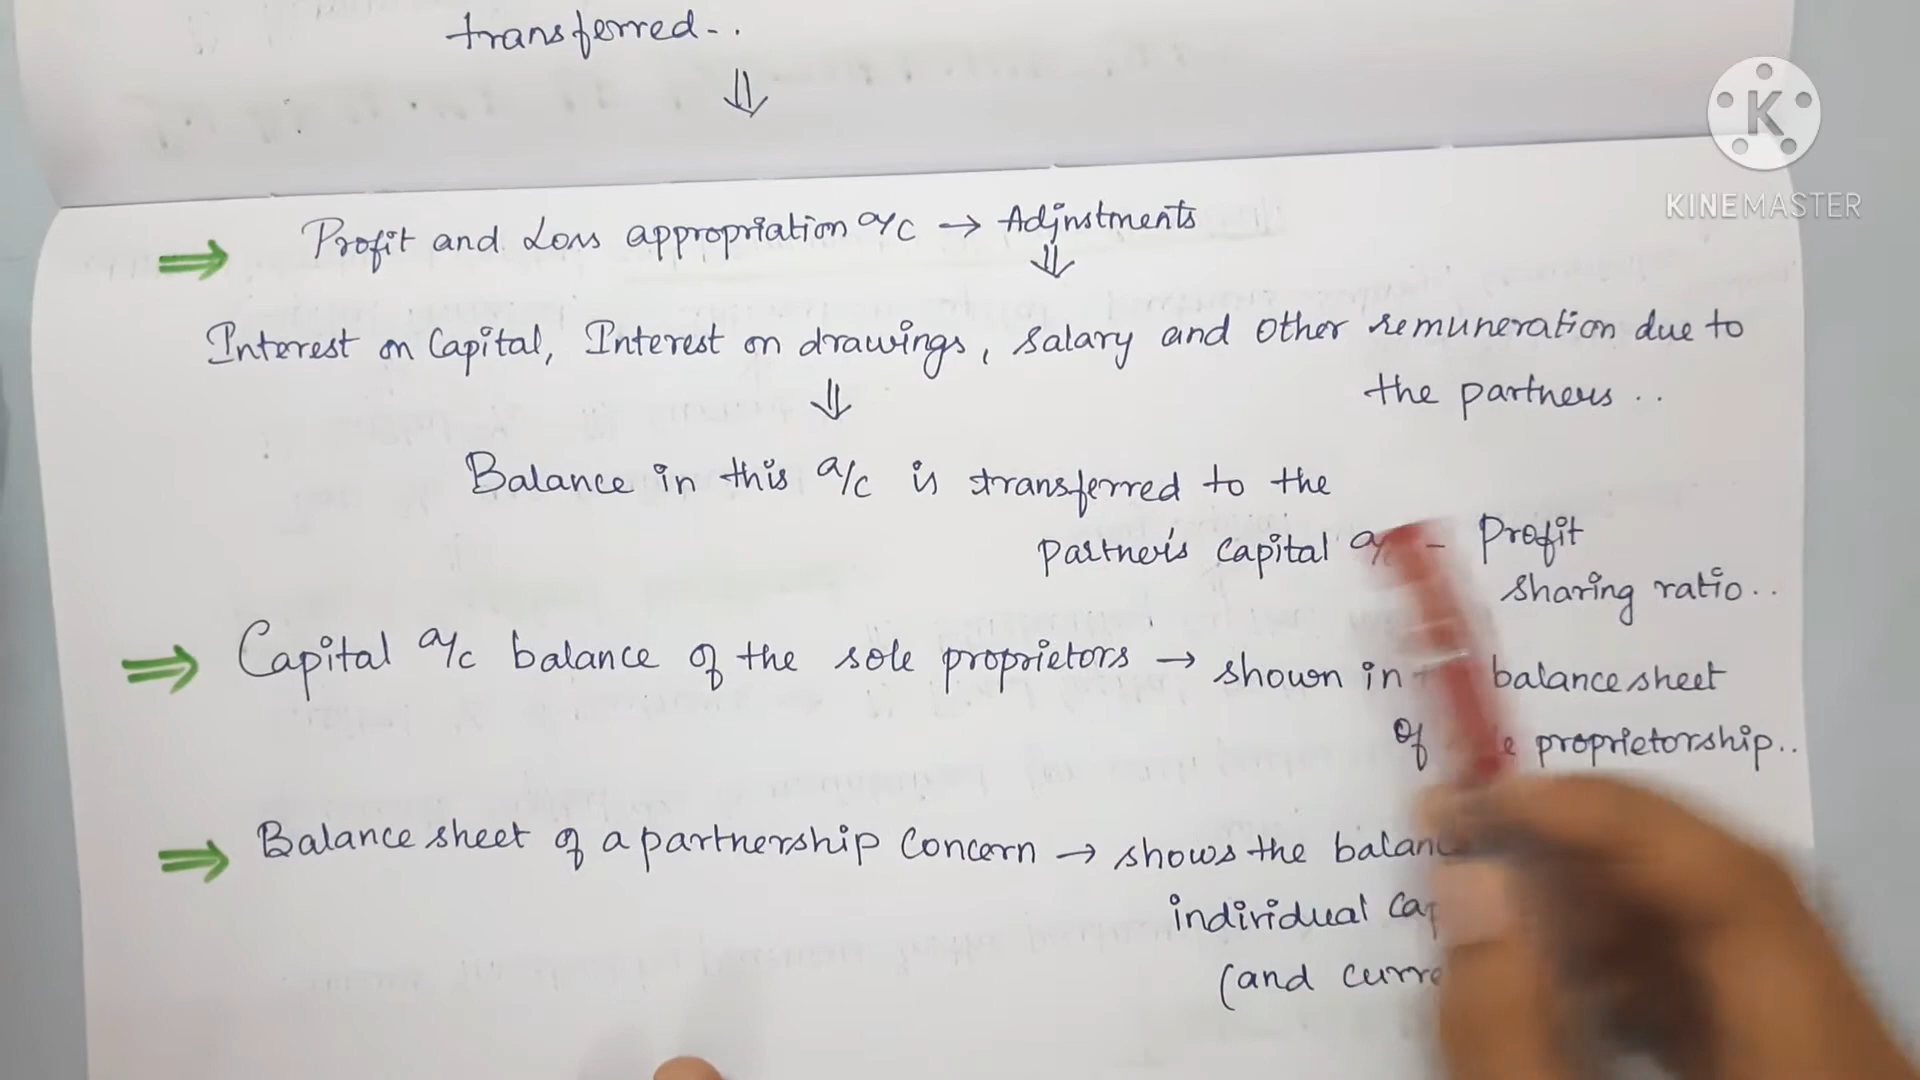 transferred..
⇓
⇒ Profit and Loss appropriation a/c → Adjustments
⇓
Interest on Capital, Interest on drawings, salary and other remuneration due to
the partners..
⇓
Balance in this a/c is transferred to the
partner's capital - Profit
sharing ratio..
⇒ Capital a/c balance of the sole proprietors → shown in balance sheet
of proprietorship..
⇒ Balance sheet of a partnership concern → shows the
individual
(and
K
KINEMASTER